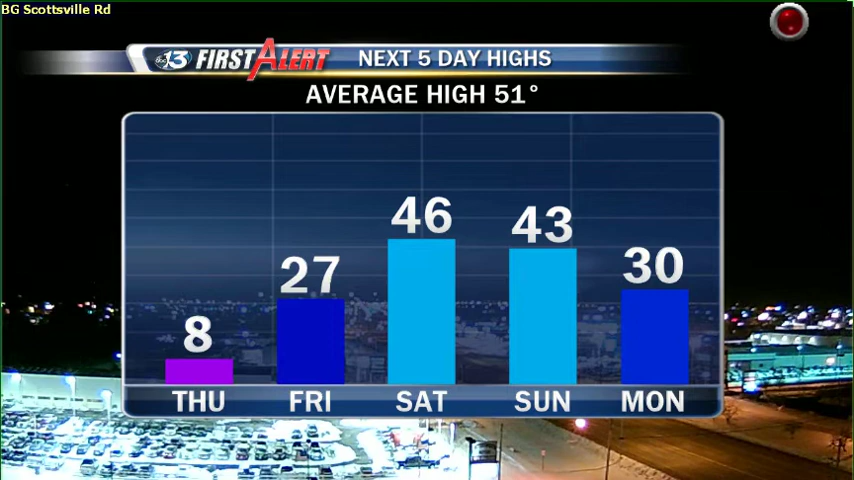 BG Scottsville Rd
abc 13 FIRST ALERT NEXT 5 DAY HIGHS
AVERAGE HIGH 51°
8 27 46 43 30
THU FRI SAT SUN MON